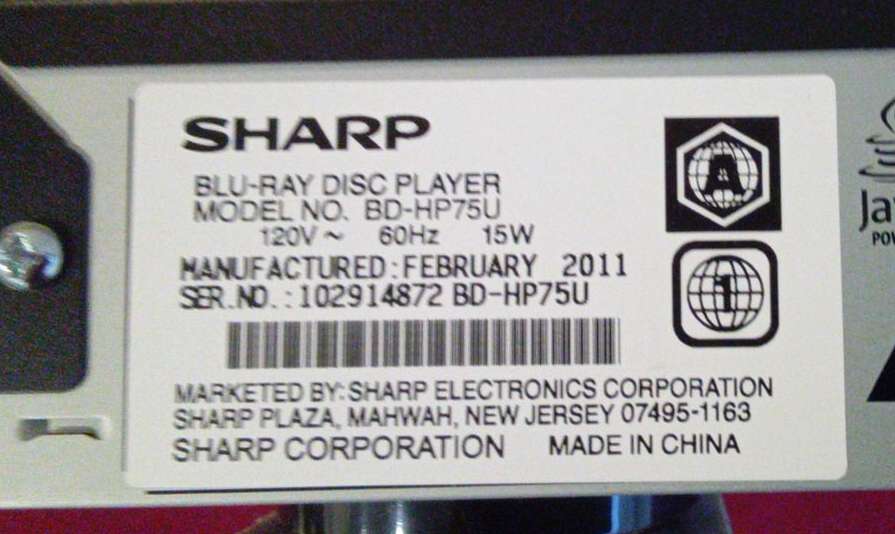 SHARP
BLU-RAY DISC PLAYER
MODEL NO. BD-HP75U
120V ~ 60Hz 15W
MANUFACTURED:FEBRUARY 2011
SER.NO.:102914872 BD-HP75U
MARKETED BY:SHARP ELECTRONICS CORPORATION
SHARP PLAZA, MAHWAH, NEW JERSEY 07495-1163
SHARP CORPORATION MADE IN CHINA
A
1